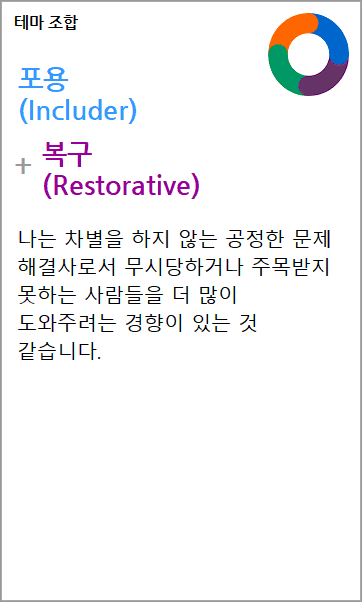 테마 조합
포용
(Includer)
+ 복구
(Restorative)
나는 차별을 하지 않는 공정한 문제
해결사로서 무시당하거나 주목받지
못하는 사람들을 더 많이
도와주려는 경향이 있는 것
같습니다.